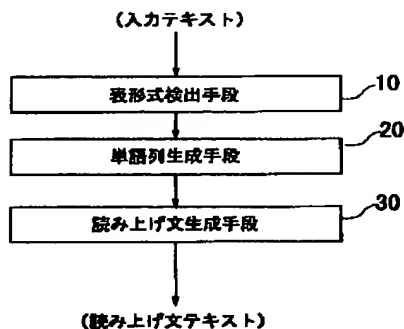 (入力テキスト)
表形式検出手段
10
単語列生成手段
20
読み上げ文生成手段
30
(読み上げ文テキスト)